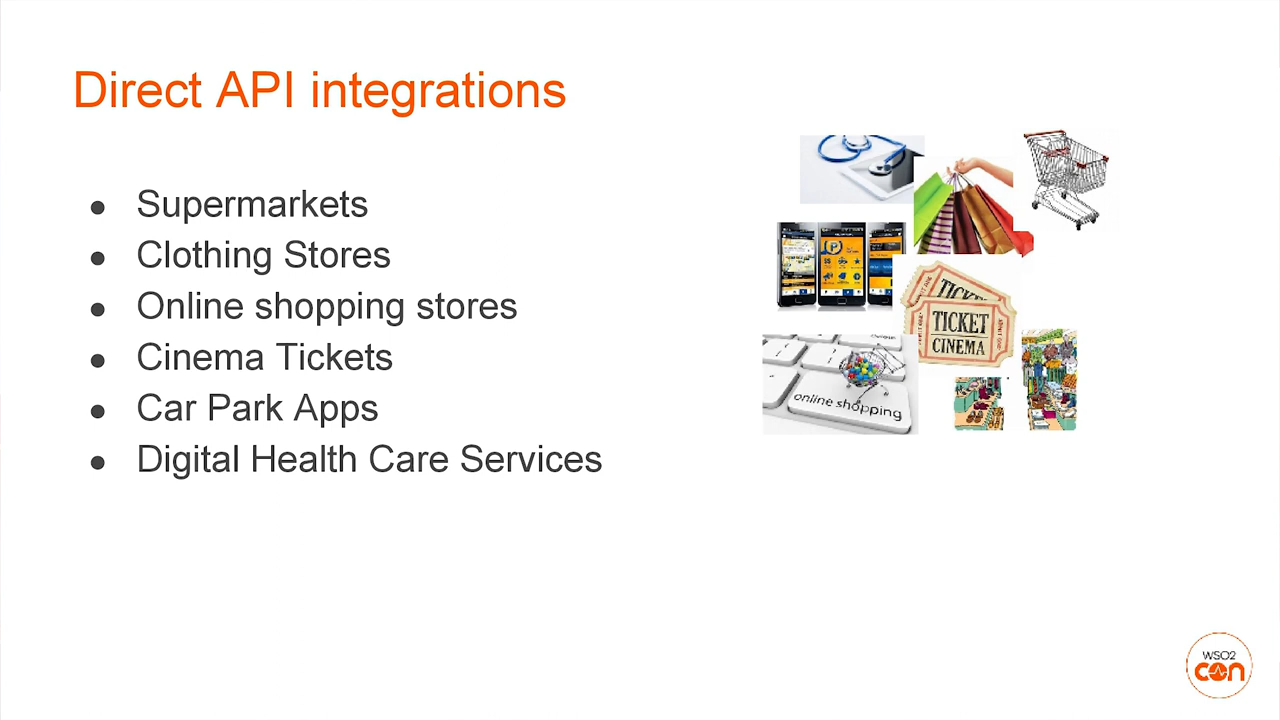 Direct API integrations
● Supermarkets
● Clothing Stores
● Online shopping stores
● Cinema Tickets
● Car Park Apps
● Digital Health Care Services
TICKET
TICKET
CINEMA
online shopping
WSO2
con